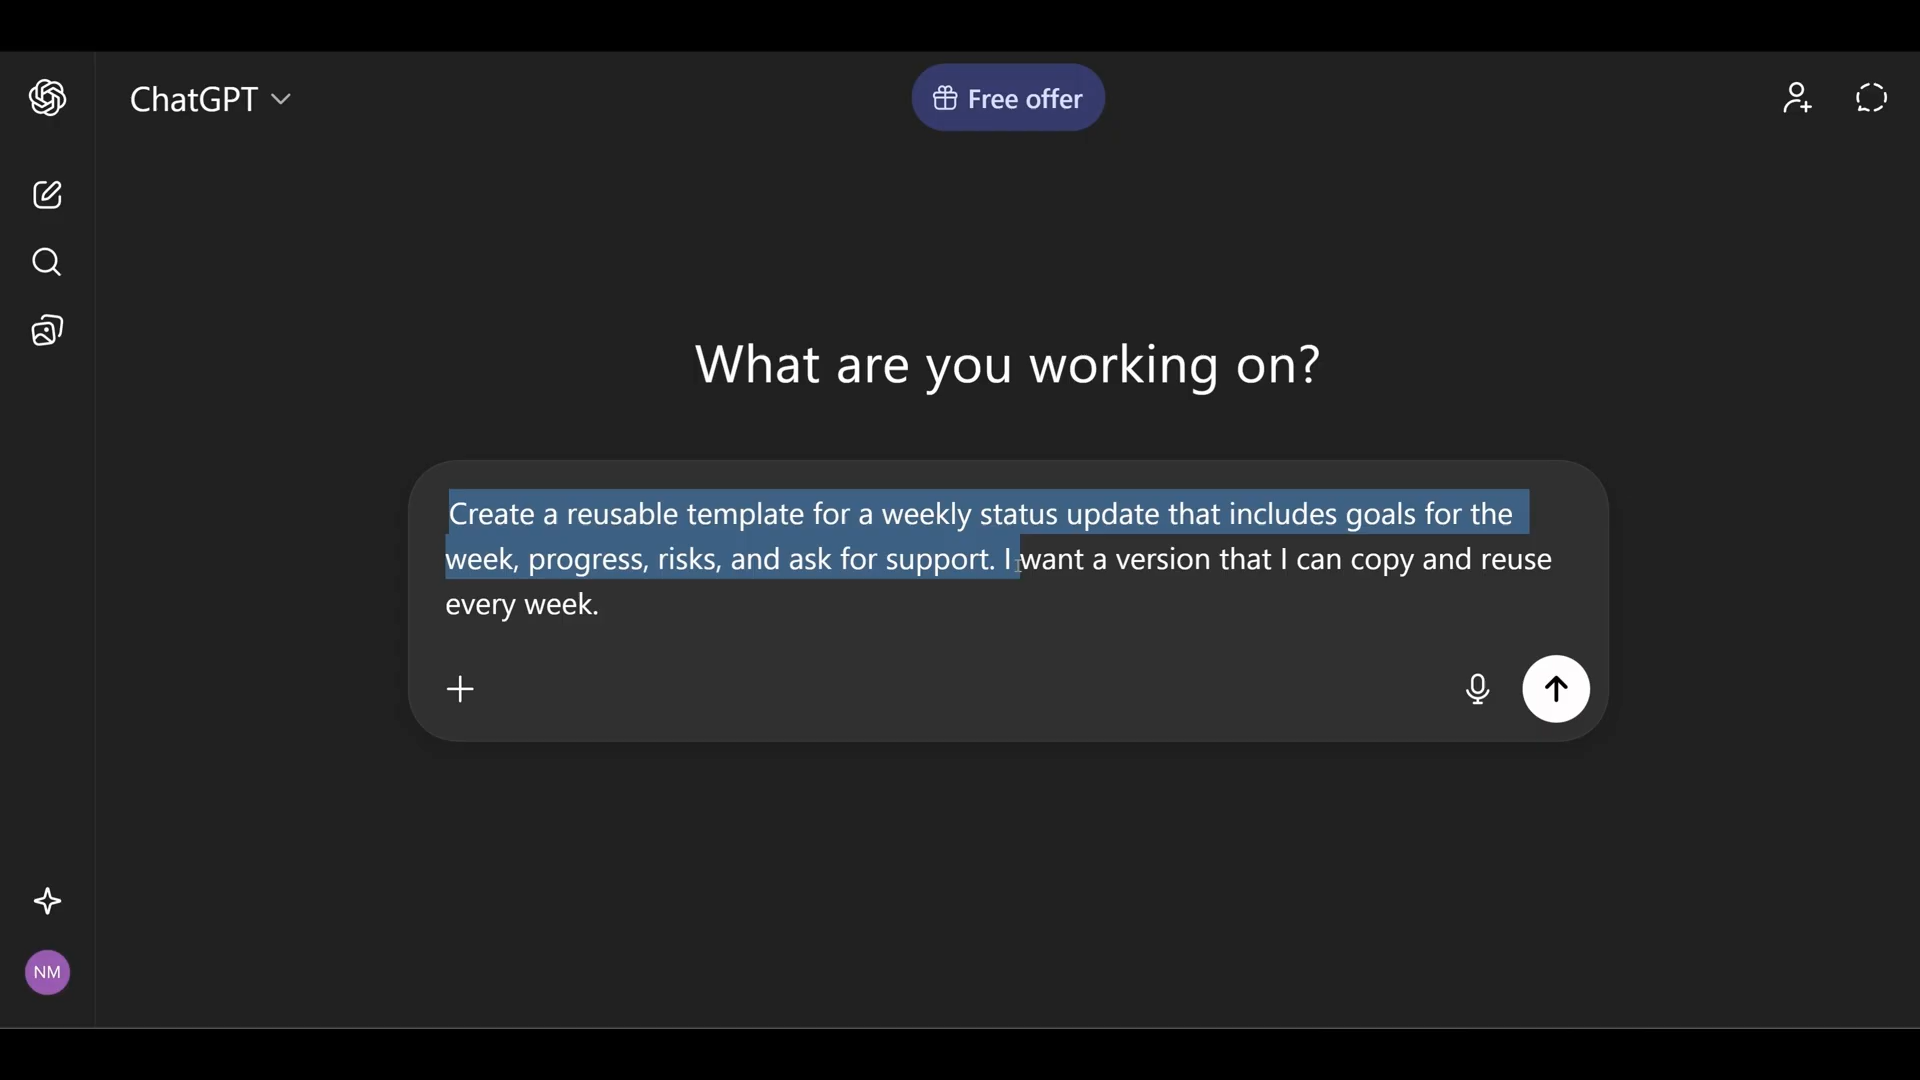 ChatGPT
Free offer
What are you working on?
Create a reusable template for a weekly status update that includes goals for the
week, progress, risks, and ask for support. I want a version that I can copy and reuse
every week.
NM